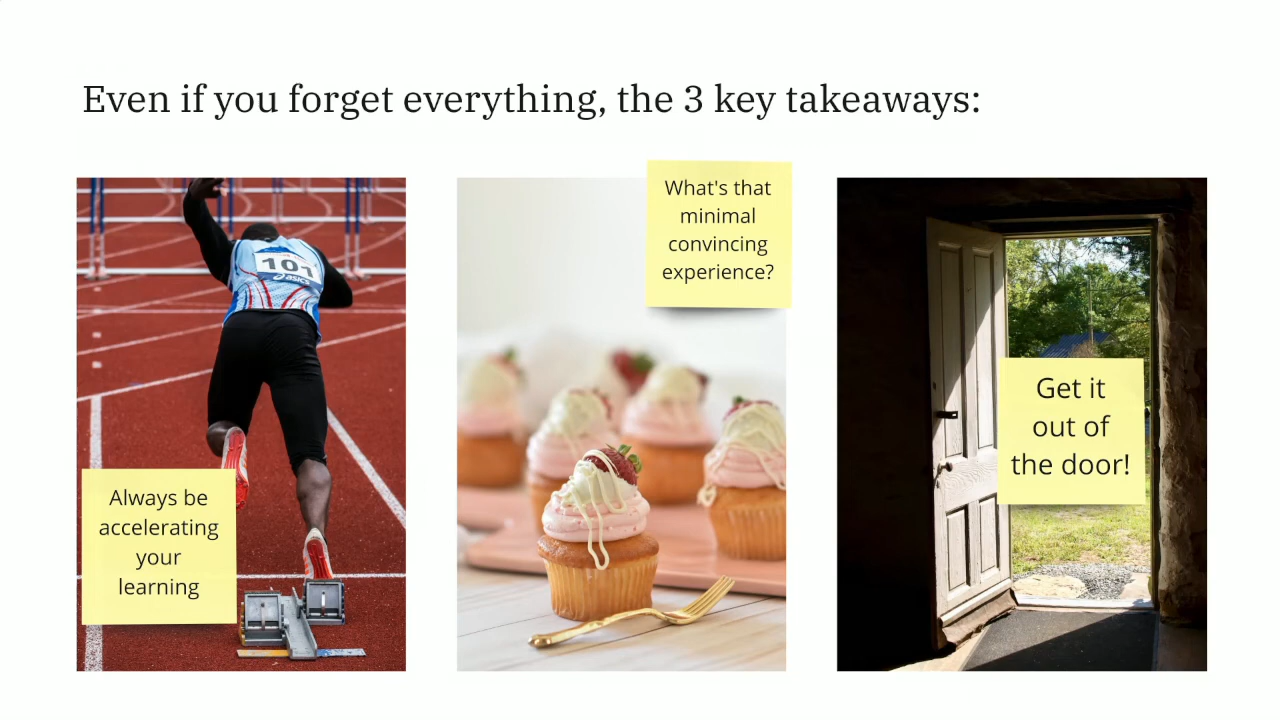 Even if you forget everything, the 3 key takeaways:
101
asics
Always be
accelerating
your
learning
What's that
minimal
convincing
experience?
Get it
out of
the door!